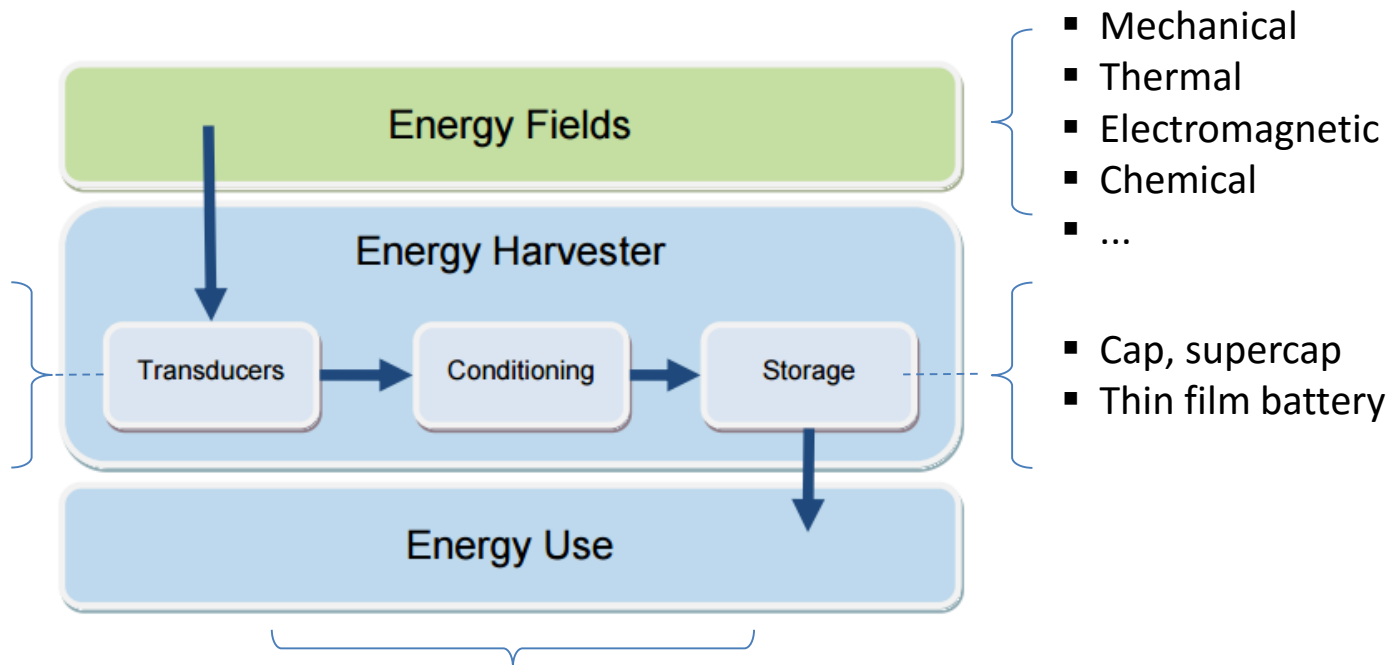 ▪ Mechanical
▪ Thermal
▪ Electromagnetic
▪ Chemical
▪ ...
Energy Fields
Energy Harvester
Transducers
Conditioning
Storage
▪ Cap, supercap
▪ Thin film battery
Energy Use